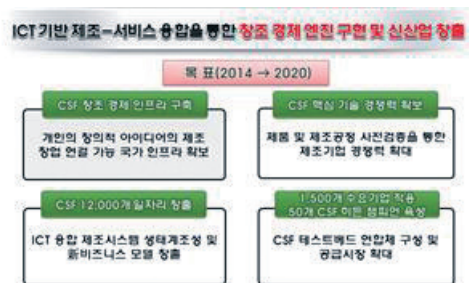 ICT 기반 제조-서비스 융합을 통한 창조 경제 엔진 구현 및 신산업 창출
목 표(2014 → 2020)
CSF 창조 경제 인프라 구축
개인의 창의적 아이디어의 제조
창업 연결 가능 국가 인프라 확보
CSF 핵심 기술 경쟁력 확보
제품 및 제조공정 사전검증을 통한
제조기업 경쟁력 확대
CSF 12,000개 일자리 창출
ICT 융합 제조시스템 생태계조성 및
新비즈니스 모델 창출
1,500개 수요기업 적용
50개 CSF 히든 챔피언 육성
CSF 테스트베드 연합체 구성 및
공급시장 확대